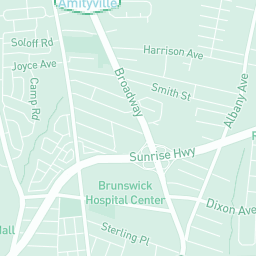 Amityville
Soloff Rd
Harrison Ave
Joyce Ave
Camp Rd
Broadway
Smith St
Albany Ave
Sunrise Hwy
Brunswick
Hospital Center
Dixon Ave
Sterling Pl